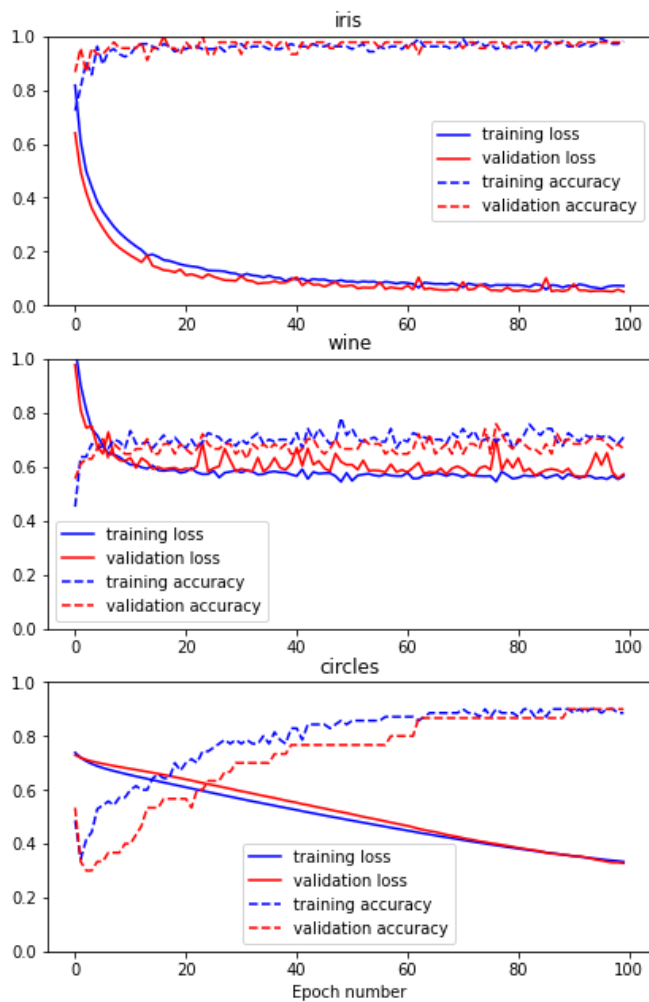 iris
1.0
0.8
0.6
0.4
0.2
0.0
training loss
validation loss
training accuracy
validation accuracy
0 20 40 60 80 100
wine
1.0
0.8
0.6
0.4
0.2
0.0
training loss
validation loss
training accuracy
validation accuracy
0 20 40 60 80 100
circles
1.0
0.8
0.6
0.4
0.2
0.0
training loss
validation loss
training accuracy
validation accuracy
0 20 40 60 80 100
Epoch number